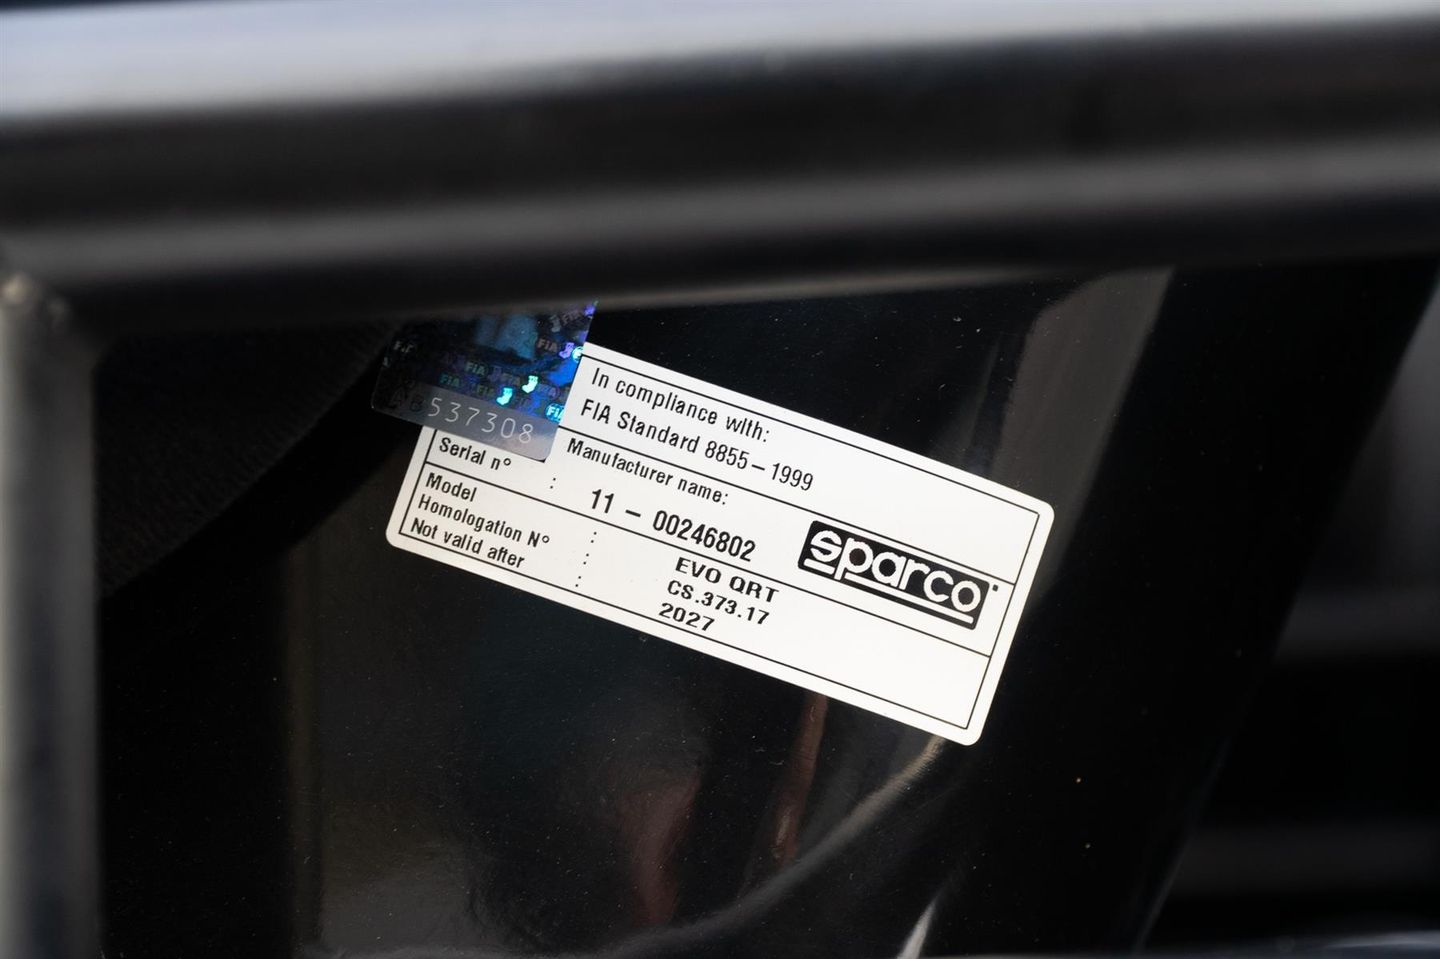 FIA
537308
In compliance with:
FIA Standard 8855-1999
Manufacturer name:
sparco
Serial n° : 11 - 00246802
Model : EVO QRT
Homologation N° : CS.373.17
Not valid after : 2027